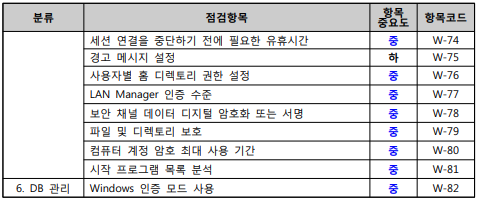 분류 점검항목 항목 중요도 항목코드
세션 연결을 중단하기 전에 필요한 유휴시간 중 W-74
경고 메시지 설정 하 W-75
사용자별 홈 디렉토리 권한 설정 중 W-76
LAN Manager 인증 수준 중 W-77
보안 채널 데이터 디지털 암호화 또는 서명 중 W-78
파일 및 디렉토리 보호 중 W-79
컴퓨터 계정 암호 최대 사용 기간 중 W-80
시작 프로그램 목록 분석 중 W-81
6. DB 관리 Windows 인증 모드 사용 중 W-82